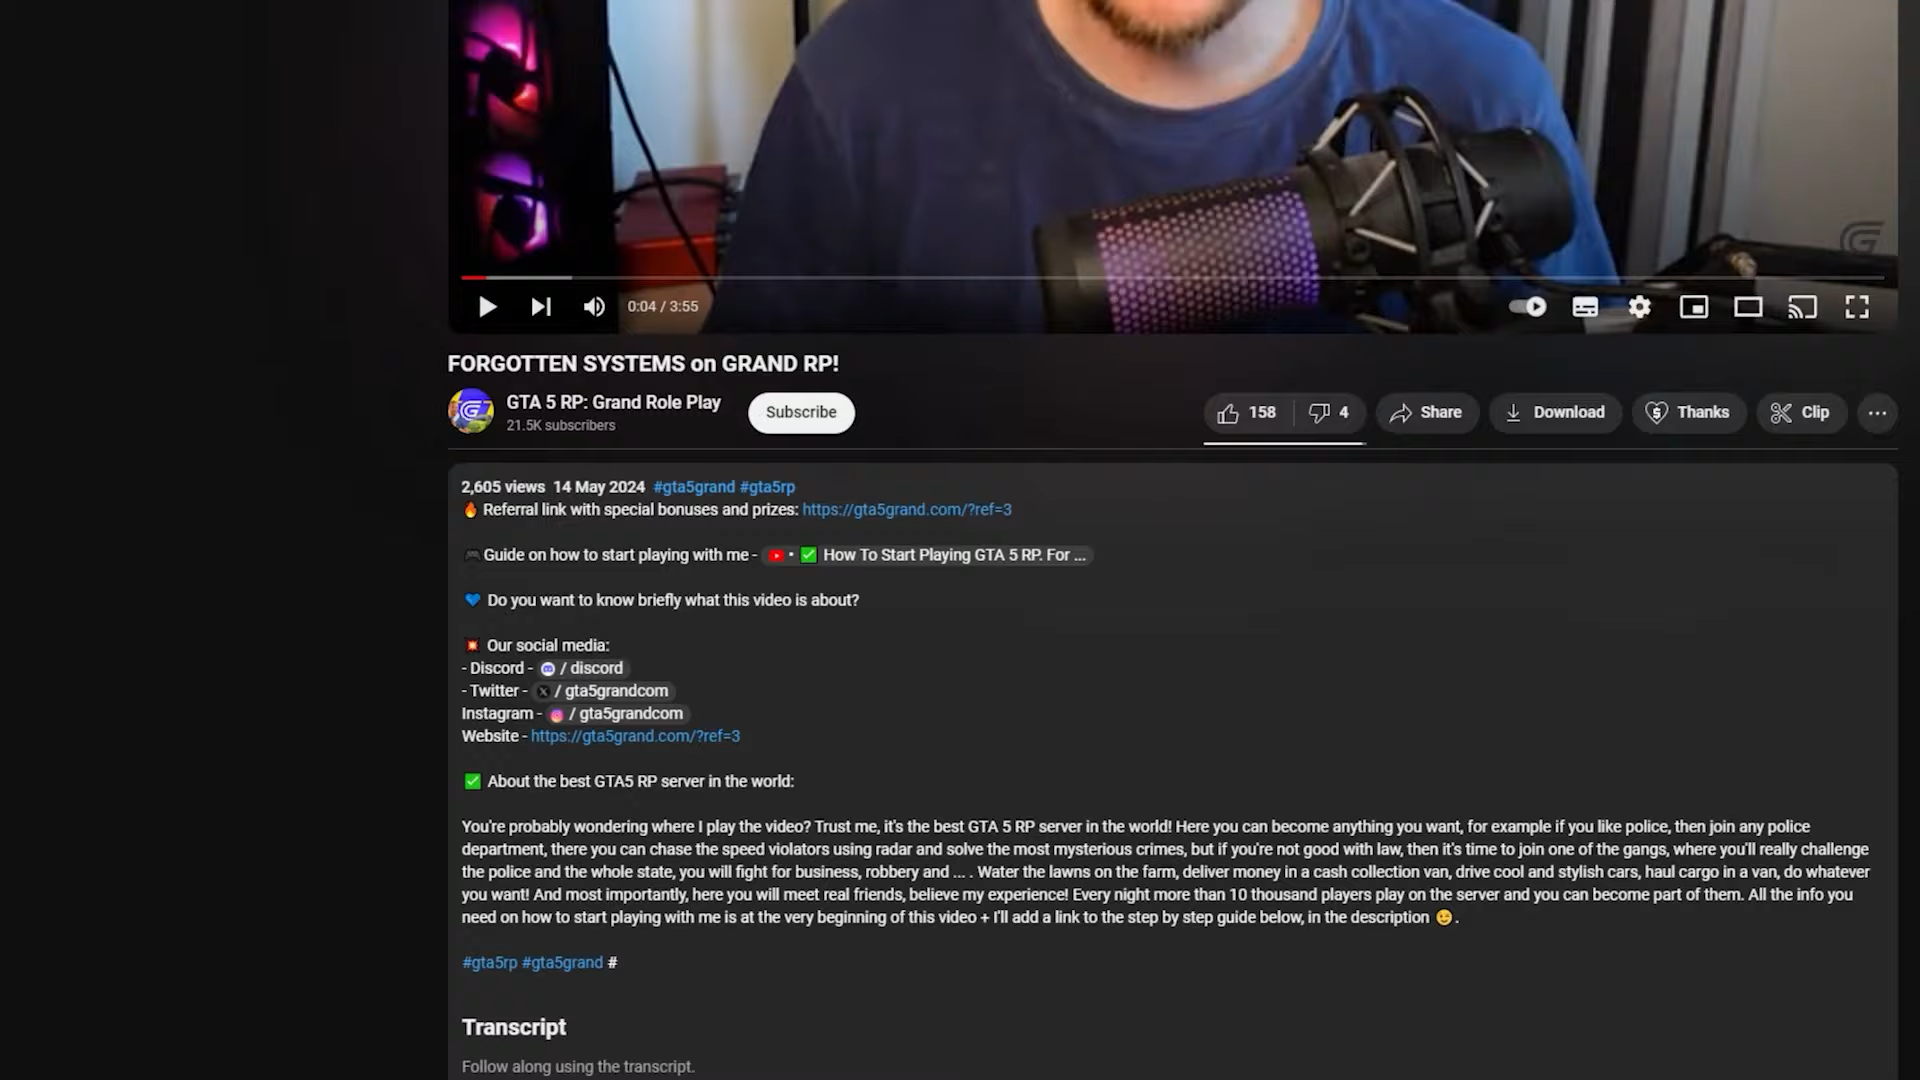 0:04 / 3:55
FORGOTTEN SYSTEMS on GRAND RP!
GTA 5 RP: Grand Role Play
21.5K subscribers
Subscribe
158
4
Share
Download
Thanks
Clip
2,605 views 14 May 2024 #gta5grand #gta5rp
Referral link with special bonuses and prizes: https://gta5grand.com/?ref=3
Guide on how to start playing with me - • How To Start Playing GTA 5 RP. For ...
Do you want to know briefly what this video is about?
Our social media:
- Discord - / discord
- Twitter - / gta5grandcom
Instagram - / gta5grandcom
Website - https://gta5grand.com/?ref=3
About the best GTA5 RP server in the world:
You're probably wondering where I play the video? Trust me, it's the best GTA 5 RP server in the world! Here you can become anything you want, for example if you like police, then join any police
department, there you can chase the speed violators using radar and solve the most mysterious crimes, but if you're not good with law, then it's time to join one of the gangs, where you'll really challenge
the police and the whole state, you will fight for business, robbery and ... . Water the lawns on the farm, deliver money in a cash collection van, drive cool and stylish cars, haul cargo in a van, do whatever
you want! And most importantly, here you will meet real friends, believe my experience! Every night more than 10 thousand players play on the server and you can become part of them. All the info you
need on how to start playing with me is at the very beginning of this video + I'll add a link to the step by step guide below, in the description 😉.
#gta5rp #gta5grand #
Transcript
Follow along using the transcript.